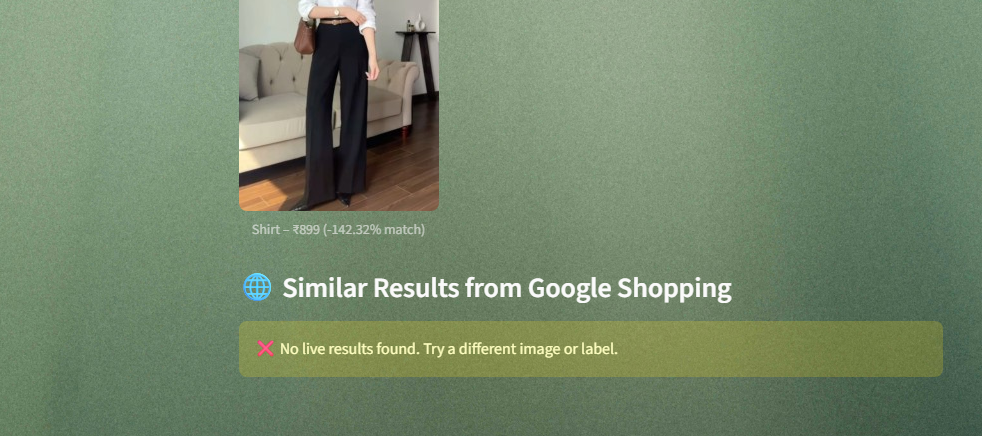 Shirt – ₹899 (-142.32% match)
🌐 Similar Results from Google Shopping
❌ No live results found. Try a different image or label.